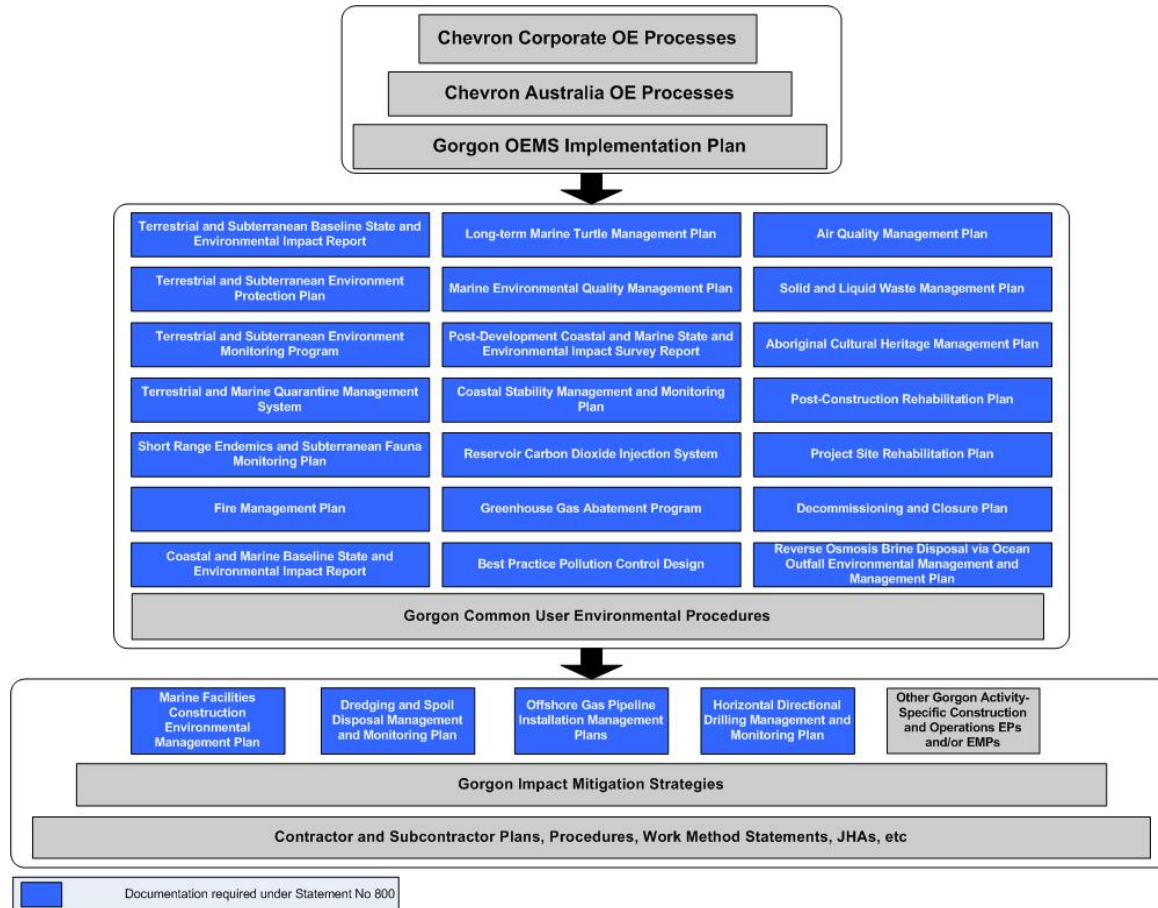 Chevron Corporate OE Processes
Chevron Australia OE Processes
Gorgon OEMS Implementation Plan
Terrestrial and Subterranean Baseline State and
Environmental Impact Report
Long-term Marine Turtle Management Plan
Air Quality Management Plan
Terrestrial and Subterranean Environment
Protection Plan
Marine Environmental Quality Management Plan
Solid and Liquid Waste Management Plan
Terrestrial and Subterranean Environment
Monitoring Program
Post-Development Coastal and Marine State and
Environmental Impact Survey Report
Aboriginal Cultural Heritage Management Plan
Terrestrial and Marine Quarantine Management
System
Coastal Stability Management and Monitoring
Plan
Post-Construction Rehabilitation Plan
Short Range Endemics and Subterranean Fauna
Monitoring Plan
Reservoir Carbon Dioxide Injection System
Project Site Rehabilitation Plan
Fire Management Plan
Greenhouse Gas Abatement Program
Decommissioning and Closure Plan
Coastal and Marine Baseline State and
Environmental Impact Report
Best Practice Pollution Control Design
Reverse Osmosis Brine Disposal via Ocean
Outfall Environmental Management and
Management Plan
Gorgon Common User Environmental Procedures
Marine Facilities
Construction
Environmental
Management Plan
Dredging and Spoil
Disposal Management
and Monitoring Plan
Offshore Gas Pipeline
Installation Management
Plans
Horizontal Directional
Drilling Management and
Monitoring Plan
Other Gorgon Activity-
Specific Construction
and Operations EPs
and/or EMPs
Gorgon Impact Mitigation Strategies
Contractor and Subcontractor Plans, Procedures, Work Method Statements, JHAs, etc
Documentation required under Statement No 800